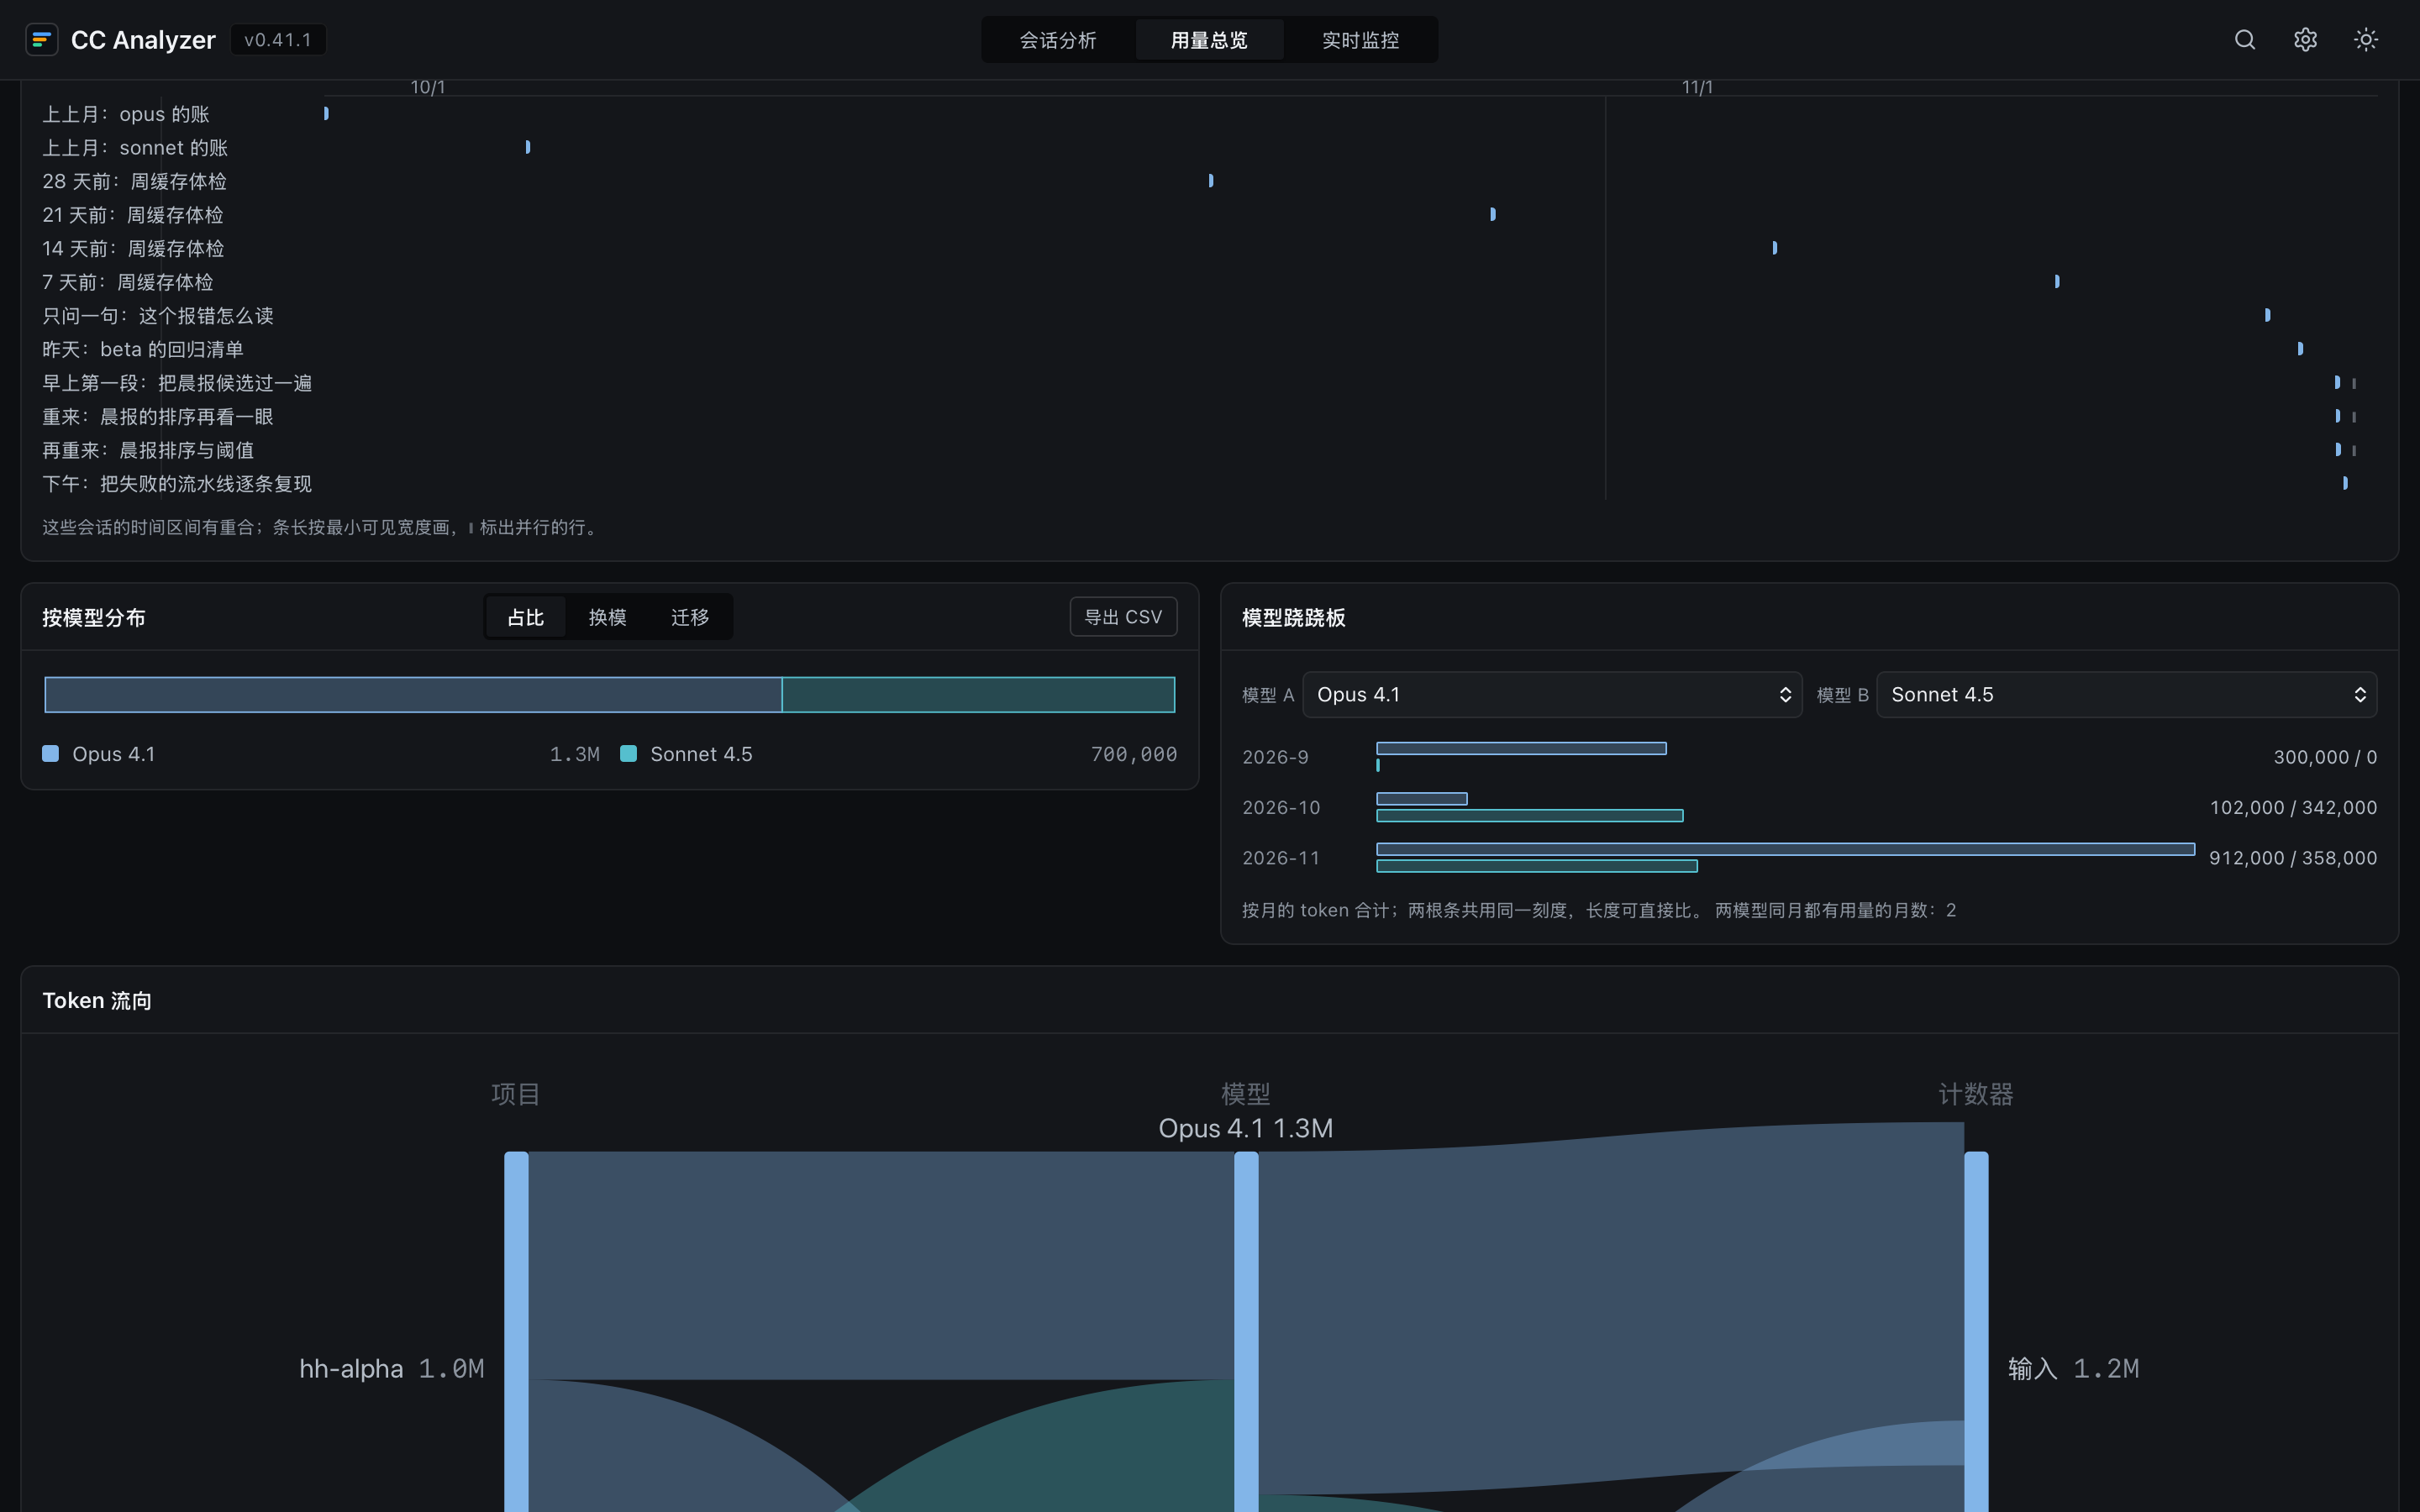 CC Analyzer v0.41.1 会话分析 用量总览 实时监控
10/1 11/1
上上月：opus 的账
上上月：sonnet 的账
28 天前：周缓存体检
21 天前：周缓存体检
14 天前：周缓存体检
7 天前：周缓存体检
只问一句：这个报错怎么读
昨天：beta 的回归清单
早上第一段：把晨报候选过一遍
重来：晨报的排序再看一眼
再重来：晨报排序与阈值
下午：把失败的流水线逐条复现
这些会话的时间区间有重合；条长按最小可见宽度画，‖ 标出并行的行。
按模型分布 占比 换模 迁移 导出 CSV
Opus 4.1 1.3M Sonnet 4.5 700,000
模型跷跷板
模型 A Opus 4.1 模型 B Sonnet 4.5
2026-9 300,000 / 0
2026-10 102,000 / 342,000
2026-11 912,000 / 358,000
按月的 token 合计；两根条共用同一刻度，长度可直接比。 两模型同月都有用量的月数：2
Token 流向
项目 模型 计数器
Opus 4.1 1.3M
hh-alpha 1.0M
输入 1.2M